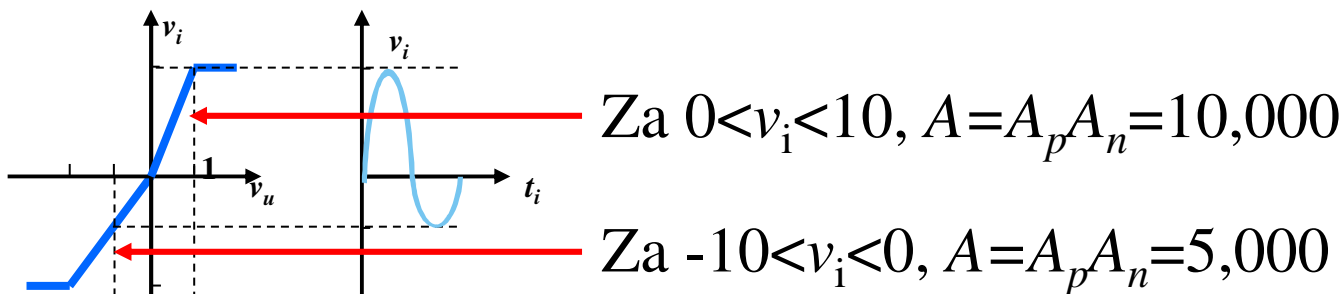 vi
vi
Za 0<vi<10, A=ApAn=10,000
1
vu
ti
Za -10<vi<0, A=ApAn=5,000